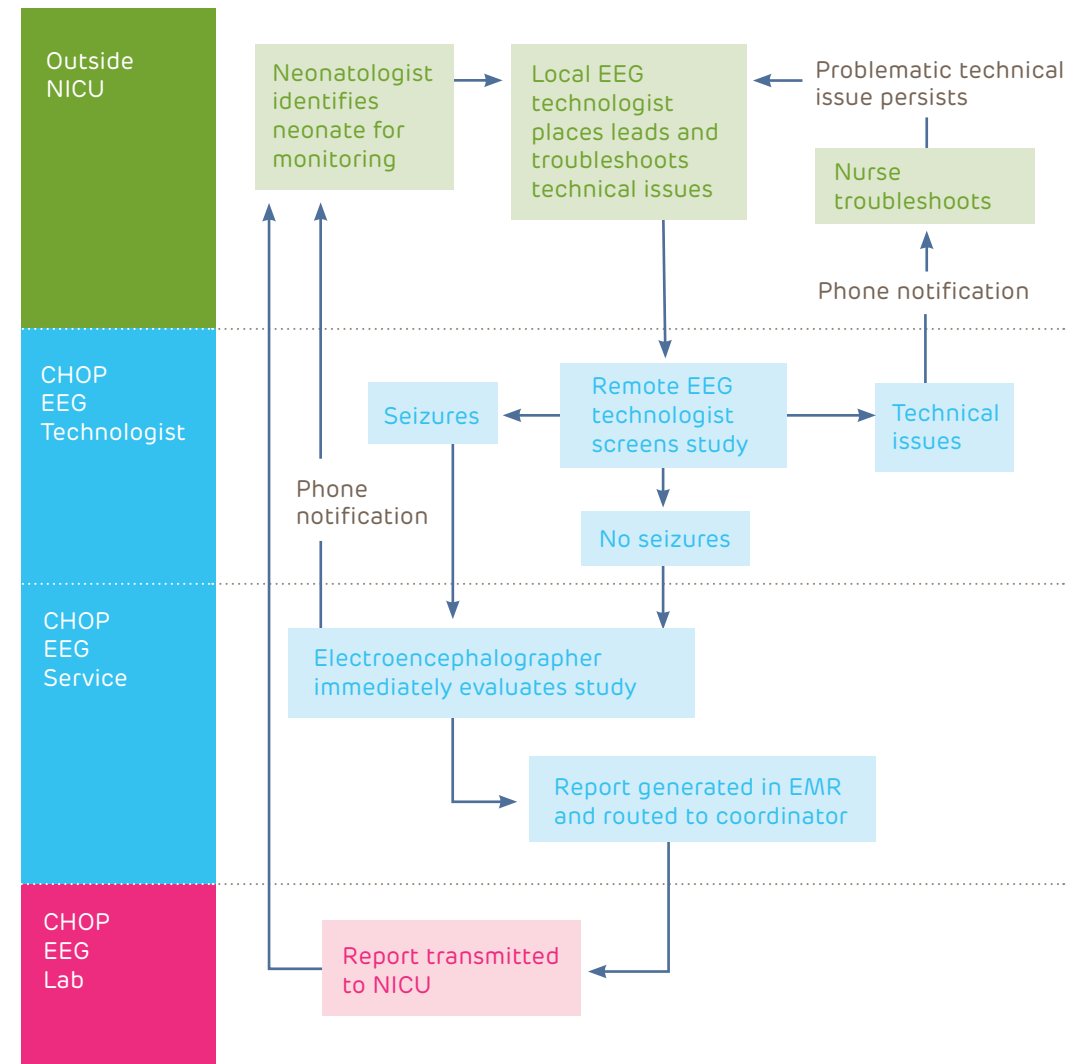 Outside
NICU
Neonatologist
identifies
neonate for
monitoring
Local EEG
technologist
places leads and
troubleshoots
technical issues
Problematic technical
issue persists
Nurse
troubleshoots
Phone notification
CHOP
EEG
Technologist
Seizures
Remote EEG
technologist
screens study
Technical
issues
Phone
notification
No seizures
CHOP
EEG
Service
Electroencephalographer
immediately evaluates study
Report generated in EMR
and routed to coordinator
CHOP
EEG
Lab
Report transmitted
to NICU